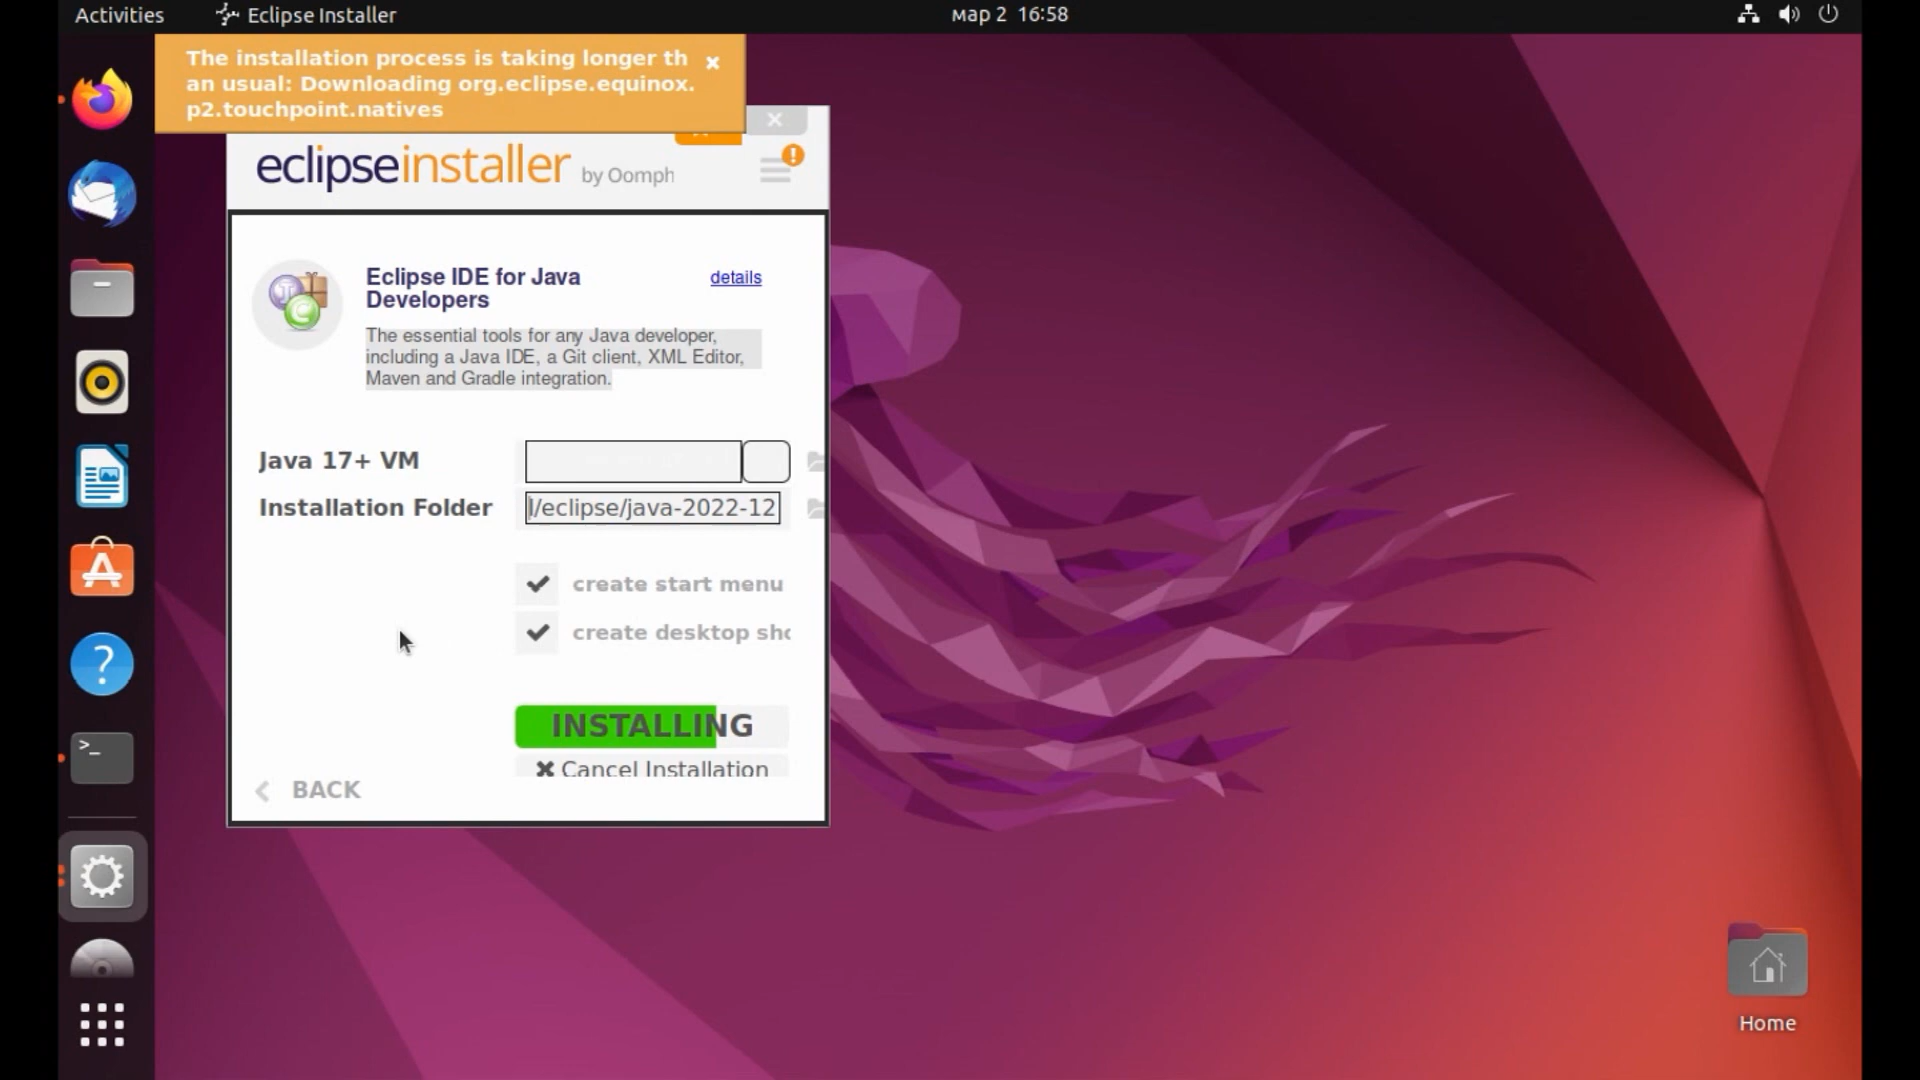 Activities
Eclipse Installer
мар 2 16:58
The installation process is taking longer th
an usual: Downloading org.eclipse.equinox.
p2.touchpoint.natives
eclipseinstaller by Oomph
Eclipse IDE for Java
Developers
details
The essential tools for any Java developer,
including a Java IDE, a Git client, XML Editor,
Maven and Gradle integration.
Java 17+ VM
Installation Folder
l/eclipse/java-2022-12
create start menu
create desktop sho
INSTALLING
Cancel Installation
BACK
Home